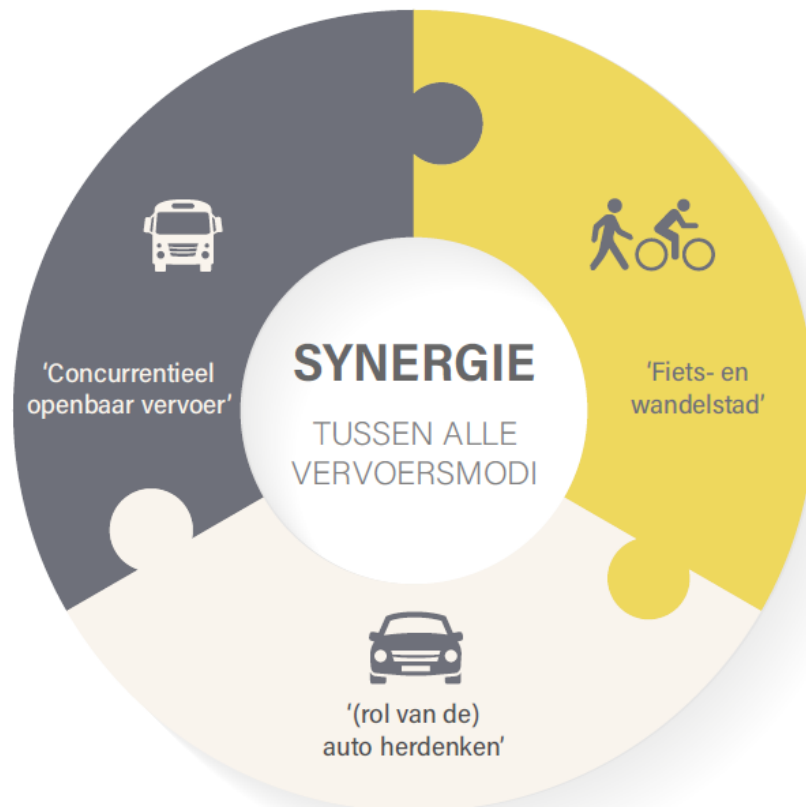 SYNERGIE
TUSSEN ALLE
VERVOERSMODI
‘Concurrentieel
openbaar vervoer’
‘Fiets- en
wandelstad’
‘(rol van de)
auto herdenken’